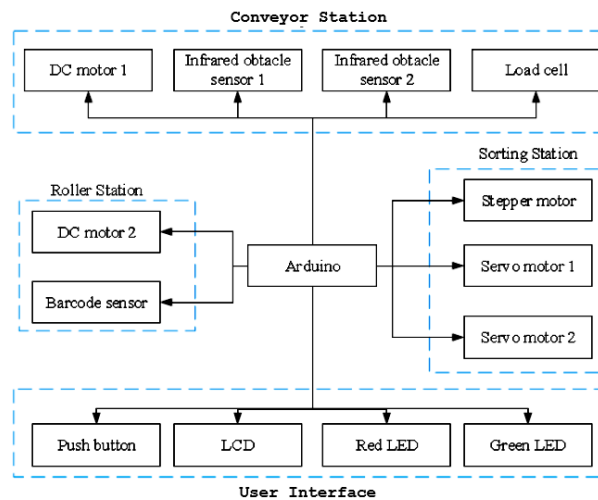 Conveyor Station
DC motor 1
Infrared obtacle
sensor 1
Infrared obtacle
sensor 2
Load cell
Sorting Station
Roller Station
Stepper motor
DC motor 2
Arduino
Servo motor 1
Barcode sensor
Servo motor 2
Push button
LCD
Red LED
Green LED
User Interface